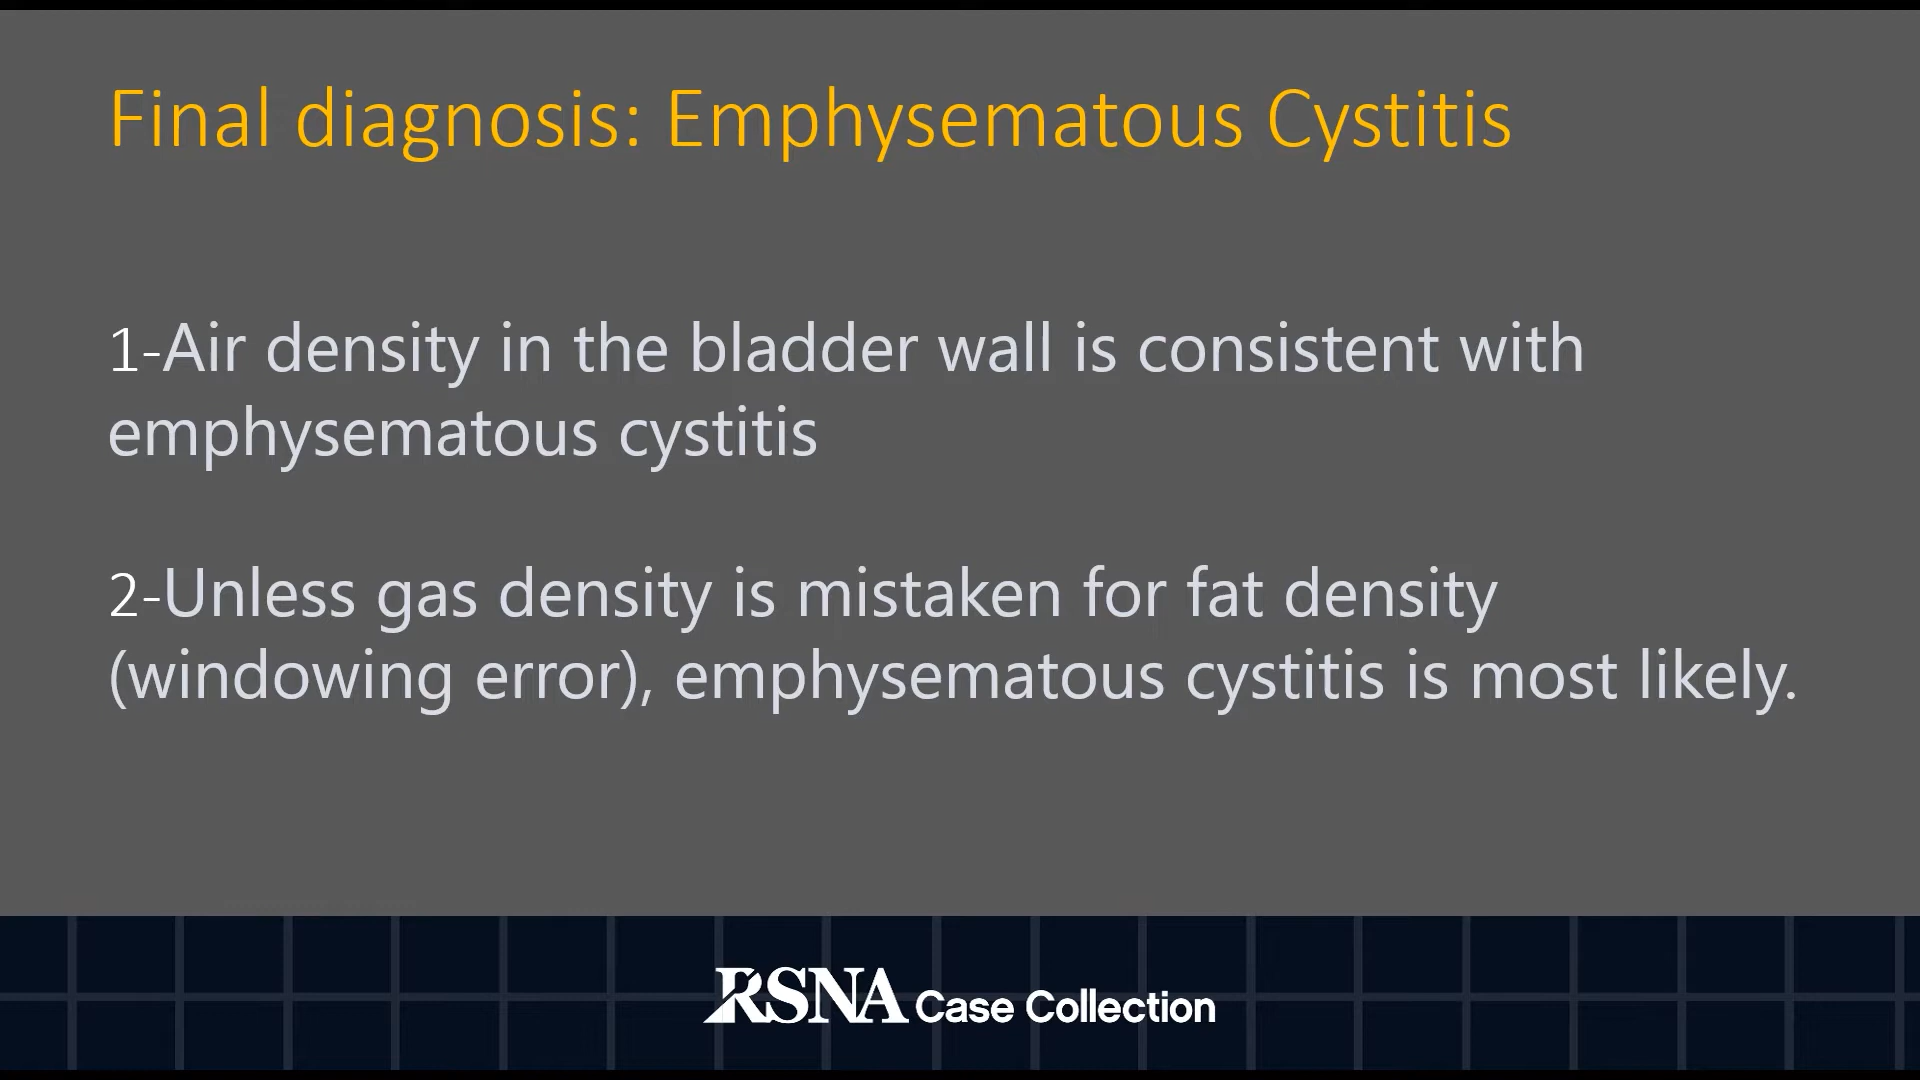 Final diagnosis: Emphysematous Cystitis
1-Air density in the bladder wall is consistent with
emphysematous cystitis
2-Unless gas density is mistaken for fat density
(windowing error), emphysematous cystitis is most likely.
RSNA Case Collection